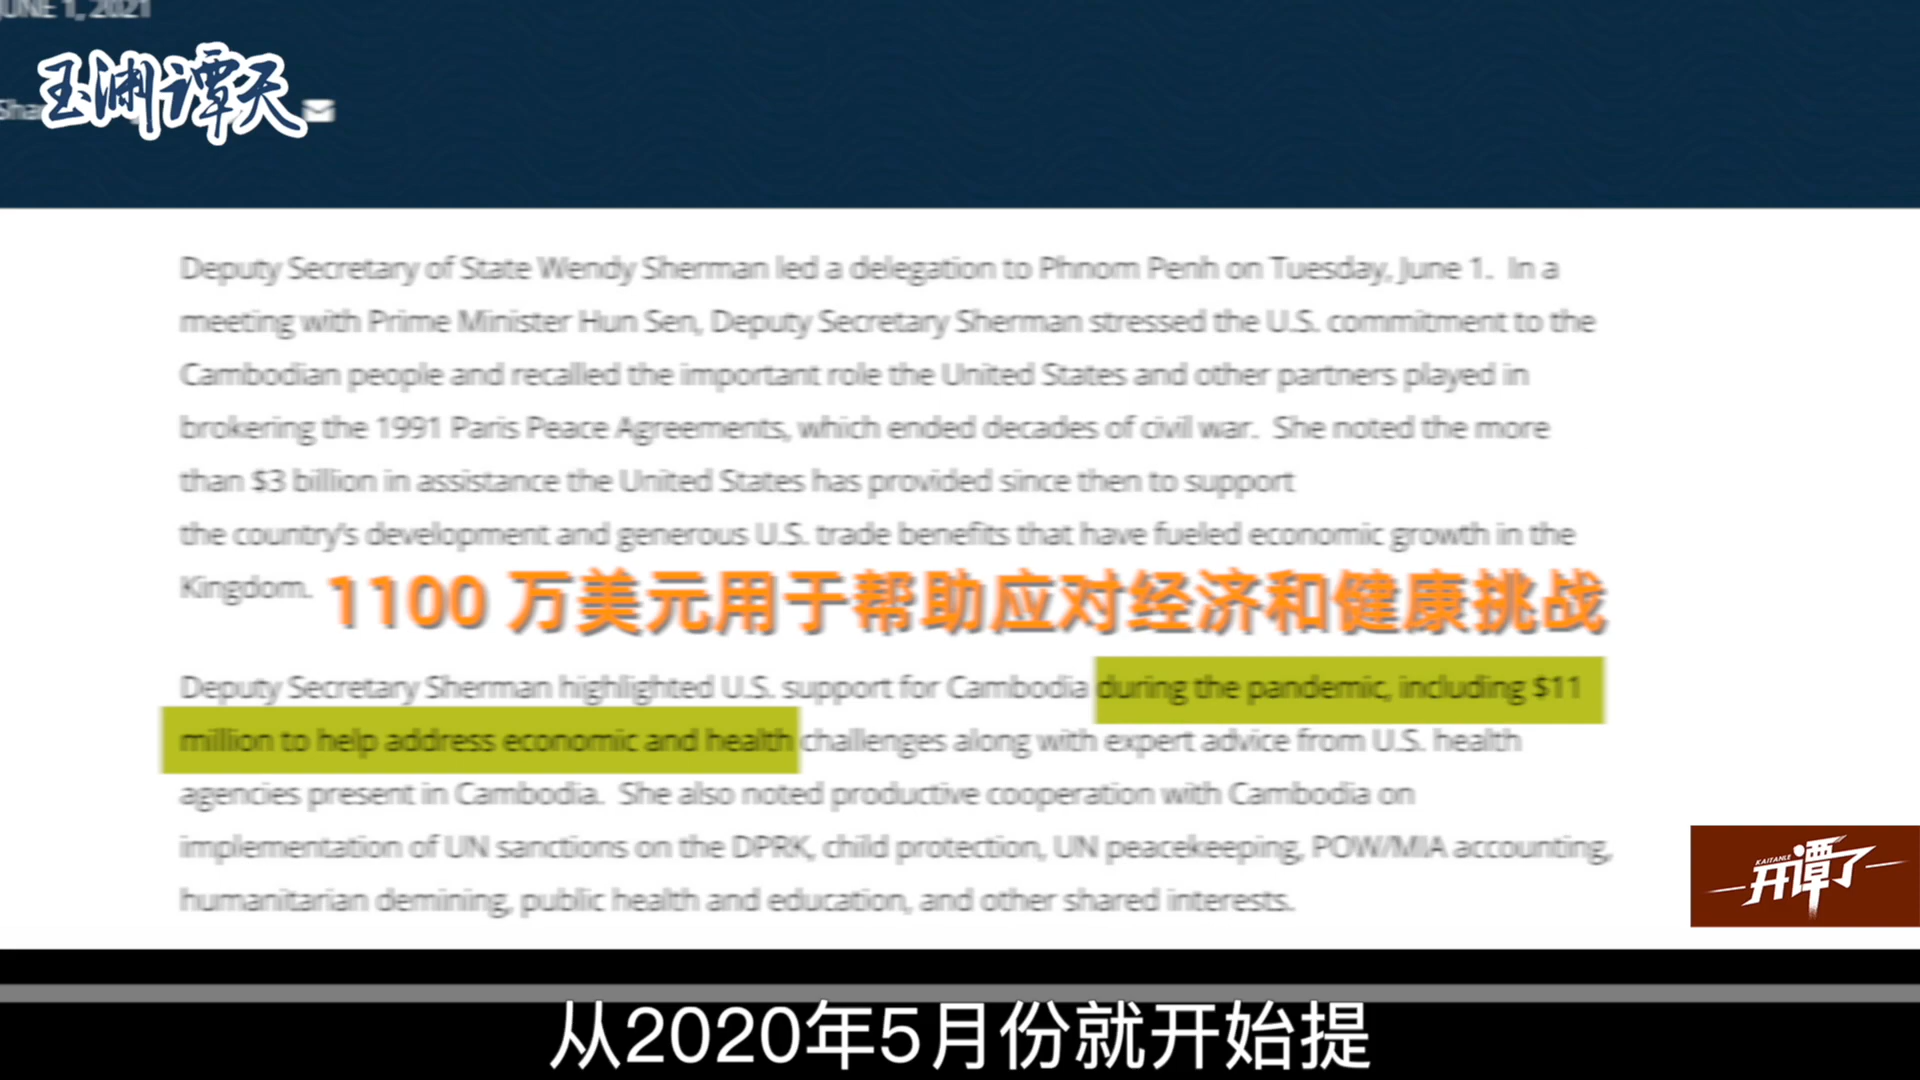 JUNE 1, 2021
玉渊谭天
Deputy Secretary of State Wendy Sherman led a delegation to Phnom Penh on Tuesday, June 1. In a
meeting with Prime Minister Hun Sen, Deputy Secretary Sherman stressed the U.S. commitment to the
Cambodian people and recalled the important role the United States and other partners played in
brokering the 1991 Paris Peace Agreements, which ended decades of civil war. She noted the more
than $3 billion in assistance the United States has provided since then to support
the country's development and generous U.S. trade benefits that have fueled economic growth in the
Kingdom.
1100 万美元用于帮助应对经济和健康挑战
Deputy Secretary Sherman highlighted U.S. support for Cambodia during the pandemic, including $11
million to help address economic and health challenges along with expert advice from U.S. health
agencies present in Cambodia. She also noted productive cooperation with Cambodia on
implementation of UN sanctions on the DPRK, child protection, UN peacekeeping, POW/MIA accounting,
humanitarian demining, public health and education, and other shared interests.
KAITANLE
开谭了
从2020年5月份就开始提